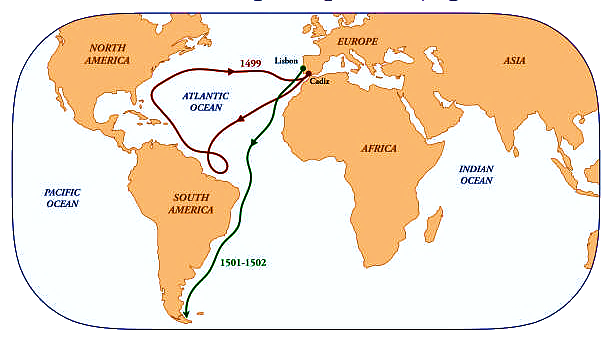 NORTH
AMERICA
1499
Lisbon
Cadiz
EUROPE
ASIA
ATLANTIC
OCEAN
AFRICA
INDIAN
OCEAN
PACIFIC
OCEAN
SOUTH
AMERICA
1501-1502